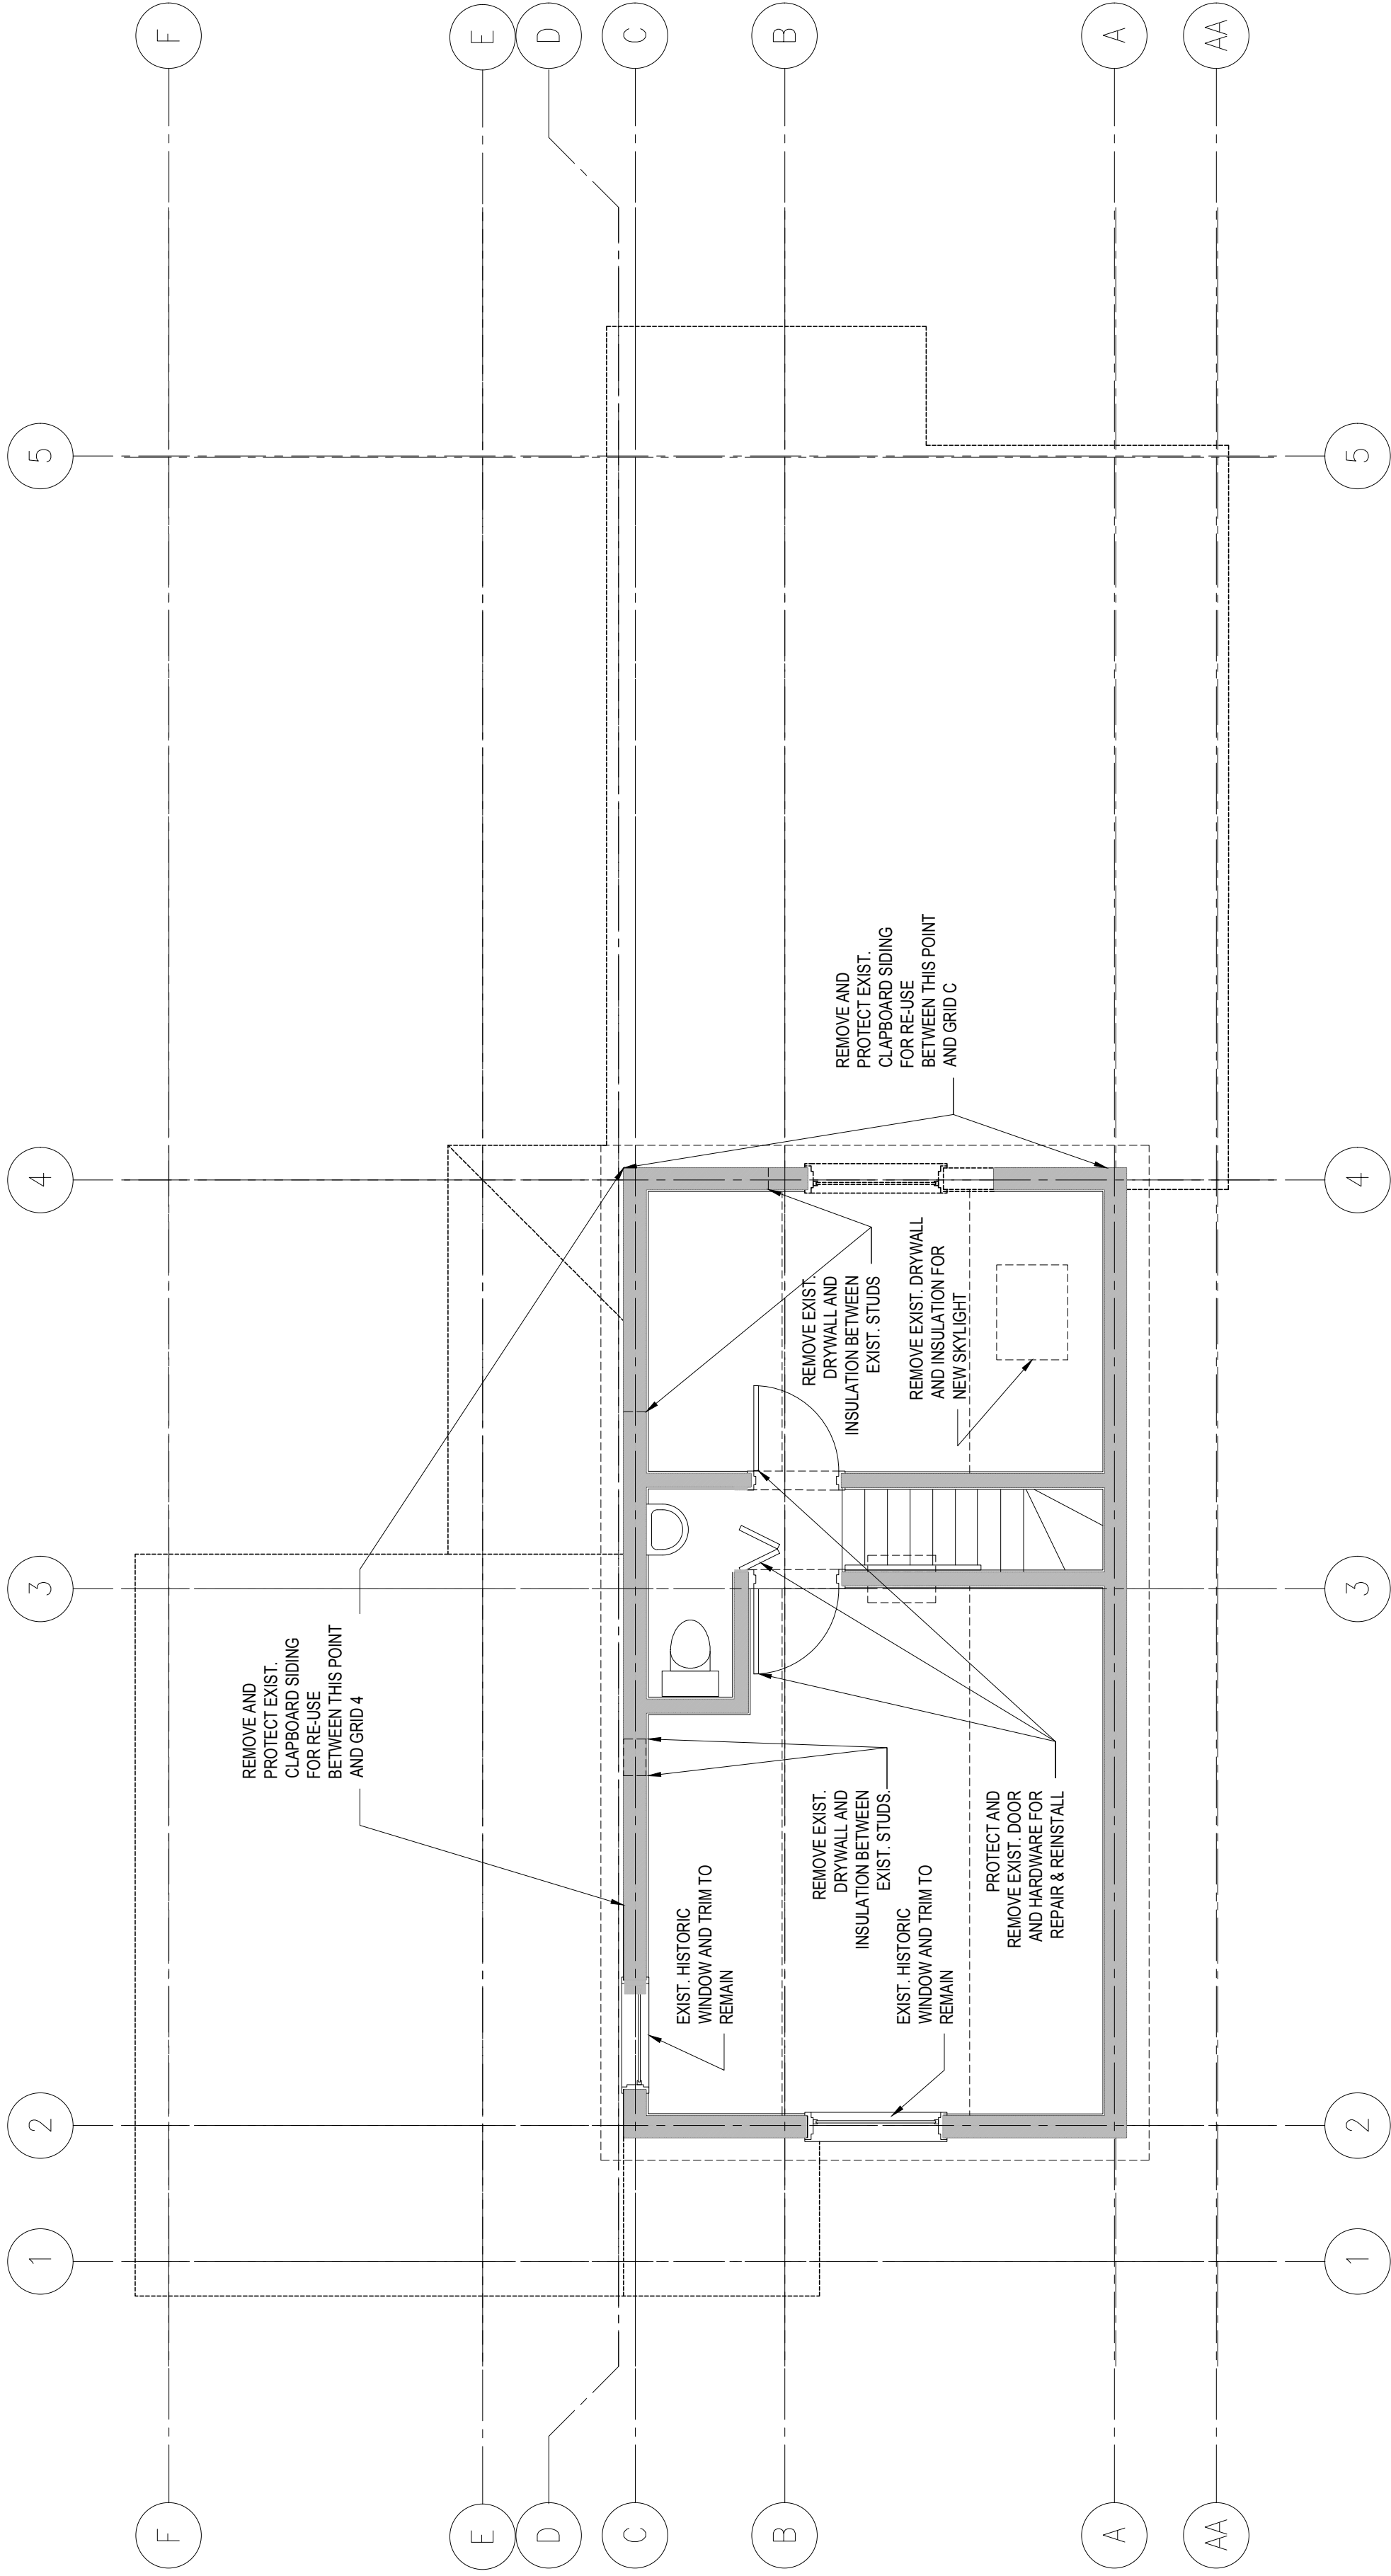 F
E
D
C
B
A
AA
5
5
4
4
3
3
2
2
1
1
REMOVE AND
PROTECT EXIST.
CLAPBOARD SIDING
FOR RE-USE
BETWEEN THIS POINT
AND GRID 4
REMOVE AND
PROTECT EXIST.
CLAPBOARD SIDING
FOR RE-USE
BETWEEN THIS POINT
AND GRID C
REMOVE EXIST.
DRYWALL AND
INSULATION BETWEEN
EXIST. STUDS
REMOVE EXIST. DRYWALL
AND INSULATION FOR
NEW SKYLIGHT
EXIST. HISTORIC
WINDOW AND TRIM TO
REMAIN
REMOVE EXIST.
DRYWALL AND
INSULATION BETWEEN
EXIST. STUDS.
EXIST. HISTORIC
WINDOW AND TRIM TO
REMAIN
PROTECT AND
REMOVE EXIST. DOOR
AND HARDWARE FOR
REPAIR & REINSTALL
F
E
D
C
B
A
AA